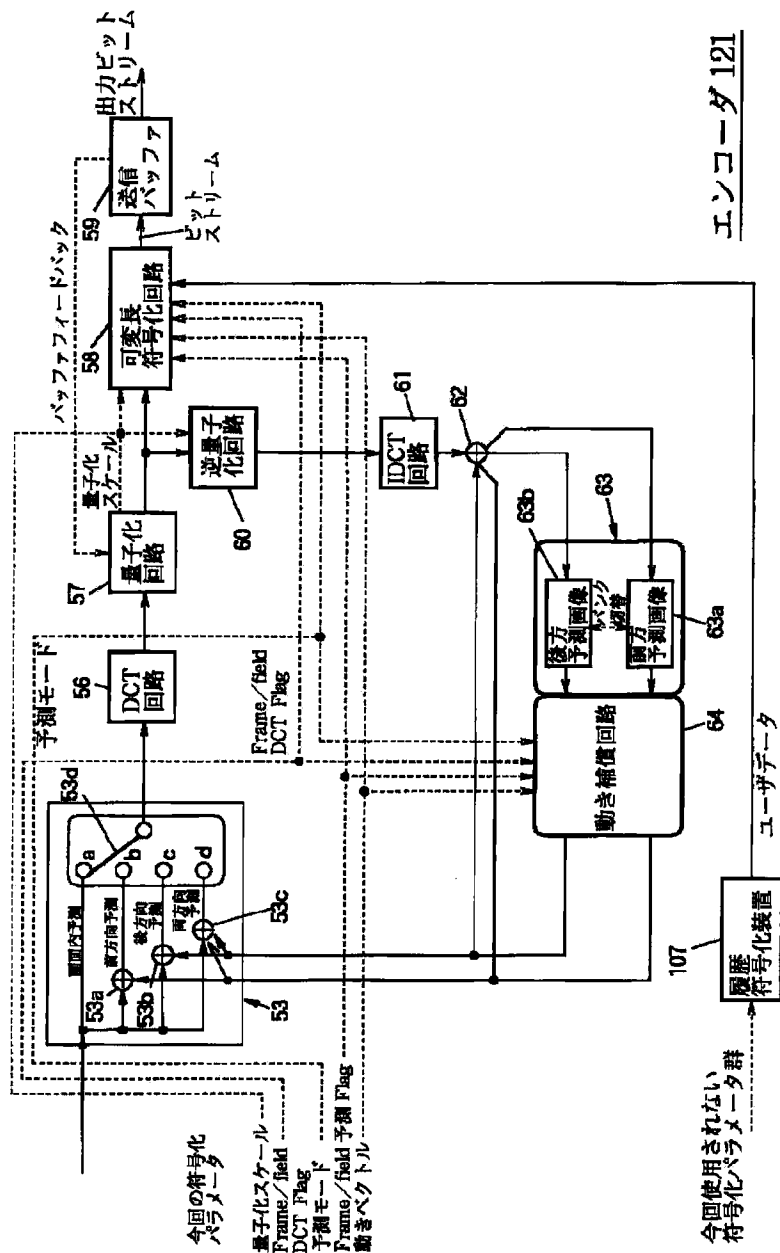 今回の符号化
パラメータ
量子化スケール
Frame/field
DCT Flag
予測モード
Frame/field 予測 Flag
動きベクトル
今回使用されない
符号化パラメータ群
107
履歴
符号化装置
ユーザデータ
画面内予測
前方向予測
後方向
予測
両方向
予測
53a
53b
53c
53d
53
a
b
c
d
予測モード
56
DCT
回路
Frame/field
DCT Flag
57
量子化
回路
量子化
スケール
バッファフィードバック
58
可変長
符号化回路
ビット
ストリーム
59
送信
バッファ
出力ビット
ストリーム
逆量子
化回路
60
61
IDCT
回路
62
63
63b
後方
予測画像
バンク
切替
前方
予測画像
63a
動き補償回路
64
エンコーダ 121